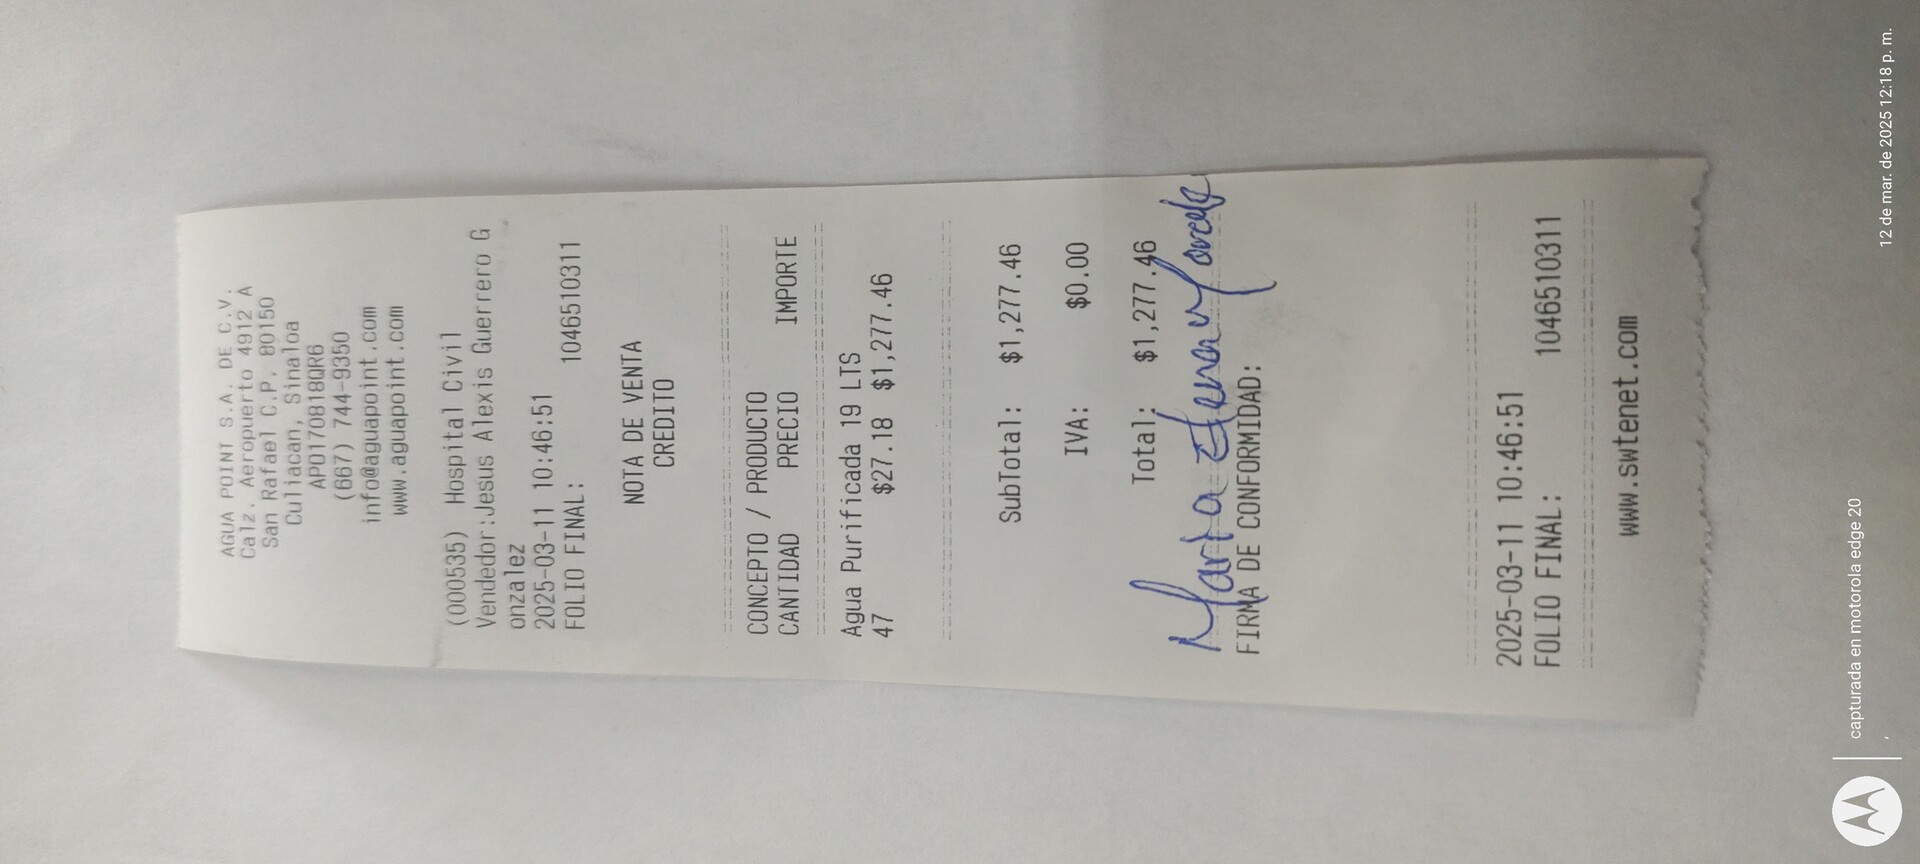 AGUA POINT S.A. DE C.V.
Calz. Aeropuerto 4912 A
San Rafael C.P. 80150
Culiacan, Sinaloa
APO170818QR6
(667) 744-9350
info@aguapoint.com
www.aguapoint.com
(000535) Hospital Civil
Vendedor:Jesus Alexis Guerrero G
onzalez
2025-03-11 10:46:51
FOLIO FINAL: 1046510311
NOTA DE VENTA
CREDITO
CONCEPTO / PRODUCTO
CANTIDAD PRECIO IMPORTE
Agua Purificada 19 LTS
47 $27.18 $1,277.46
SubTotal: $1,277.46
IVA: $0.00
Total: $1,277.46
Maria Elena
FIRMA DE CONFORMIDAD:
2025-03-11 10:46:51
FOLIO FINAL: 1046510311
www.swtenet.com
capturada en motorola edge 20
,
12 de mar. de 2025 12:18 p. m.